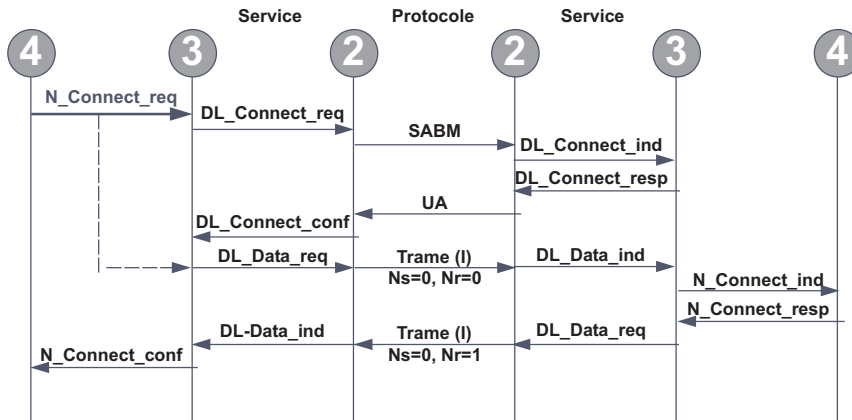 Service Protocole Service
4 3 2 2 3 4
N_Connect_req
DL_Connect_req
SABM
DL_Connect_ind
DL_Connect_resp
UA
DL_Connect_conf
DL_Data_req Trame (I) DL_Data_ind
Ns=0, Nr=0
N_Connect_ind
N_Connect_resp
DL-Data_ind Trame (I) DL_Data_req
Ns=0, Nr=1
N_Connect_conf